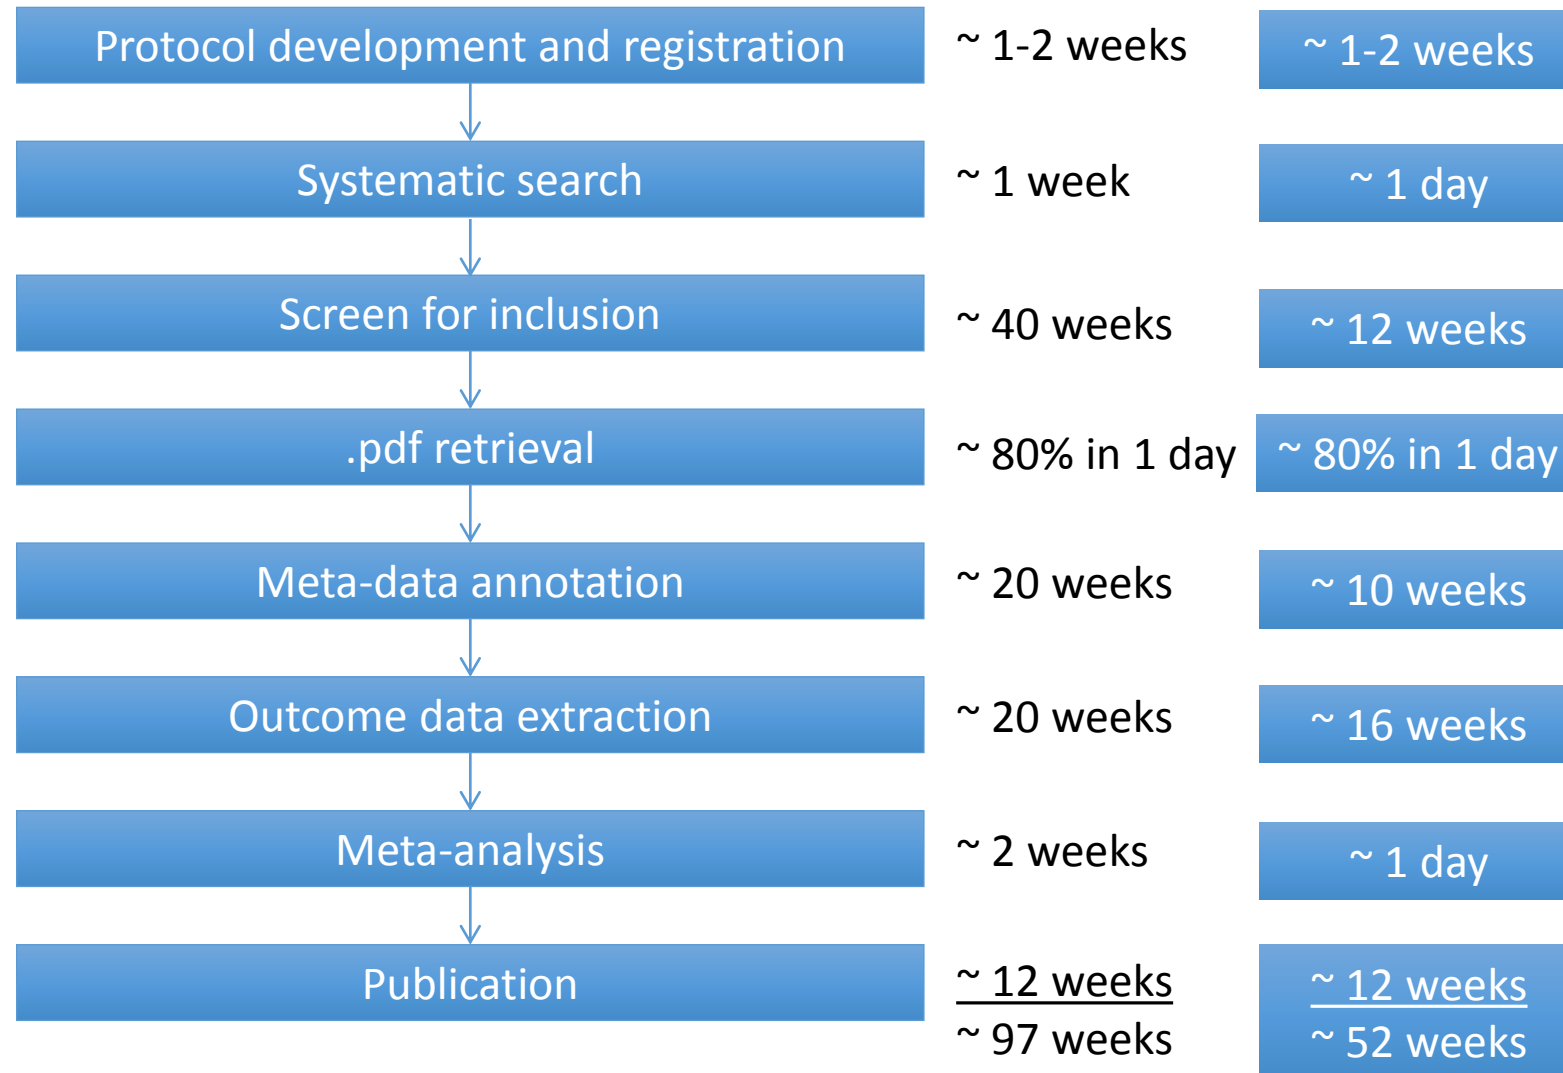 Protocol development and registration ~ 1-2 weeks ~ 1-2 weeks
Systematic search ~ 1 week ~ 1 day
Screen for inclusion ~ 40 weeks ~ 12 weeks
.pdf retrieval ~ 80% in 1 day ~ 80% in 1 day
Meta-data annotation ~ 20 weeks ~ 10 weeks
Outcome data extraction ~ 20 weeks ~ 16 weeks
Meta-analysis ~ 2 weeks ~ 1 day
Publication ~ 12 weeks ~ 12 weeks
~ 97 weeks ~ 52 weeks